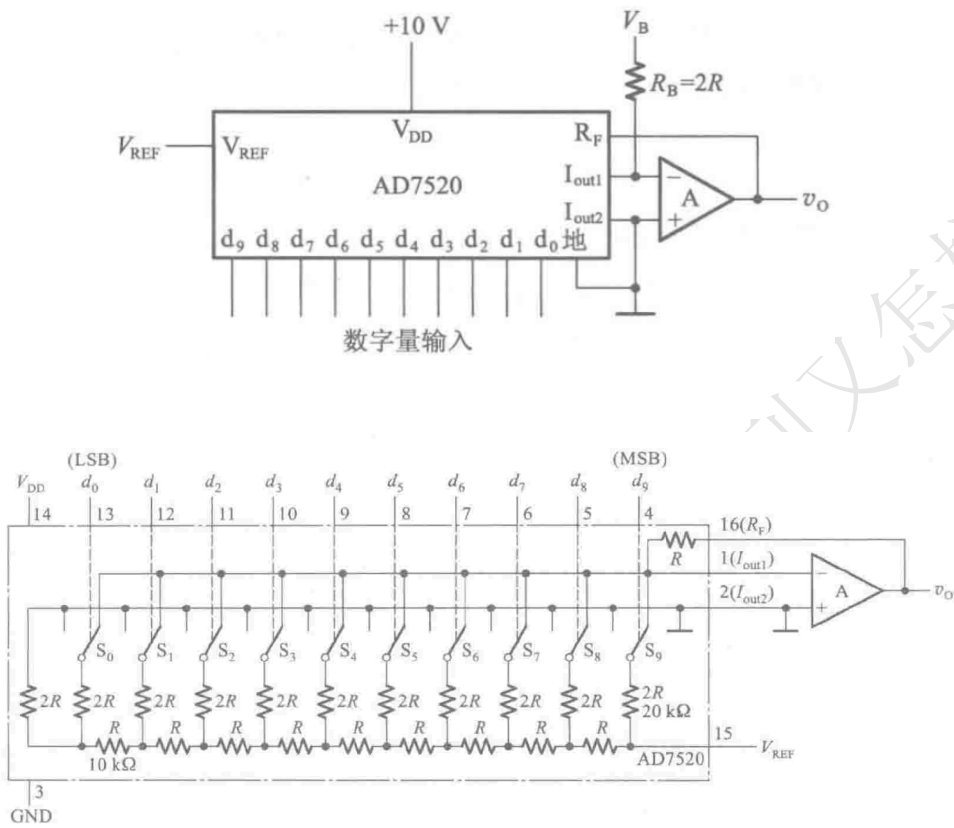 +10 V
V_B
R_B=2R
V_REF
V_REF
V_DD
R_F
AD7520
I_out1
I_out2
A
v_O
d_9 d_8 d_7 d_6 d_5 d_4 d_3 d_2 d_1 d_0 地
数字量输入
(LSB) (MSB)
V_DD d_0 d_1 d_2 d_3 d_4 d_5 d_6 d_7 d_8 d_9
14 13 12 11 10 9 8 7 6 5 4
16(R_F)
R
1(I_out1)
2(I_out2)
A
v_O
S_0 S_1 S_2 S_3 S_4 S_5 S_6 S_7 S_8 S_9
2R 2R 2R 2R 2R 2R 2R 2R 2R 2R 2R
20 kΩ
R R R R R R R R R
10 kΩ
15
V_REF
AD7520
3
GND
又怎